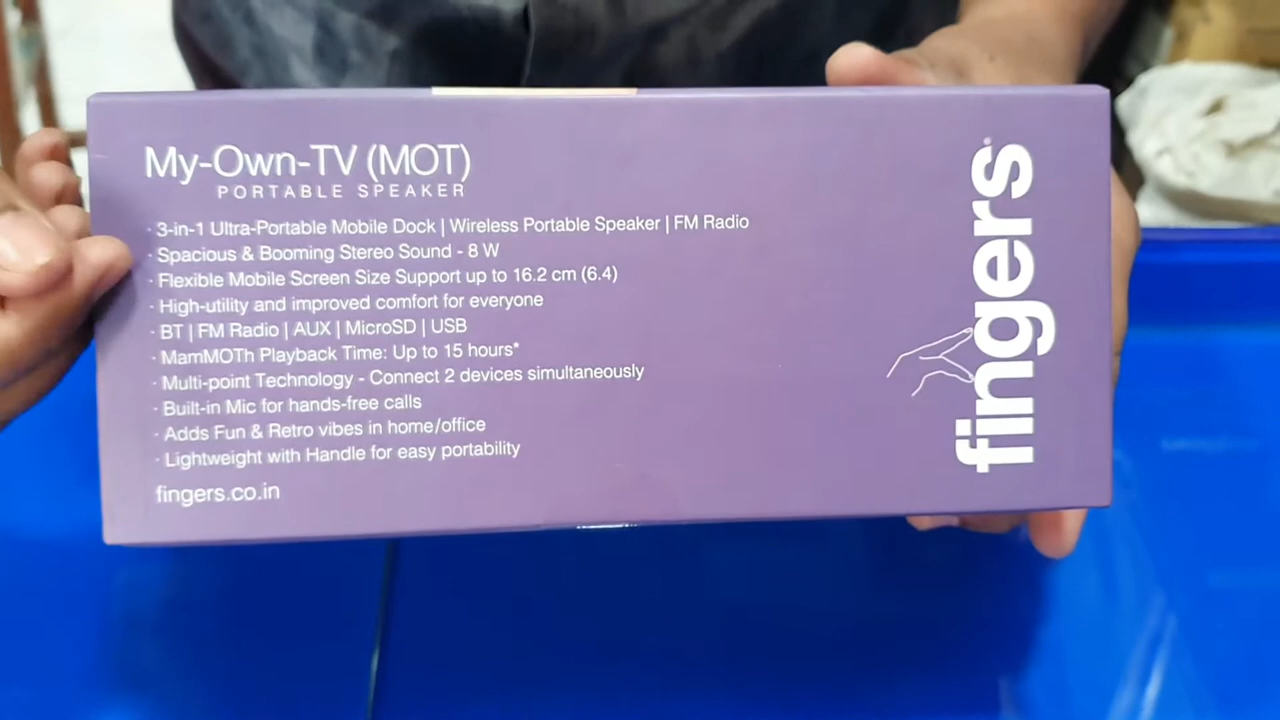 My-Own-TV (MOT)
PORTABLE SPEAKER
· 3-in-1 Ultra-Portable Mobile Dock | Wireless Portable Speaker | FM Radio
· Spacious & Booming Stereo Sound - 8 W
· Flexible Mobile Screen Size Support up to 16.2 cm (6.4)
· High-utility and improved comfort for everyone
· BT | FM Radio | AUX | MicroSD | USB
· MamMOTh Playback Time: Up to 15 hours*
· Multi-point Technology - Connect 2 devices simultaneously
· Built-in Mic for hands-free calls
· Adds Fun & Retro vibes in home/office
· Lightweight with Handle for easy portability
fingers.co.in
fingers